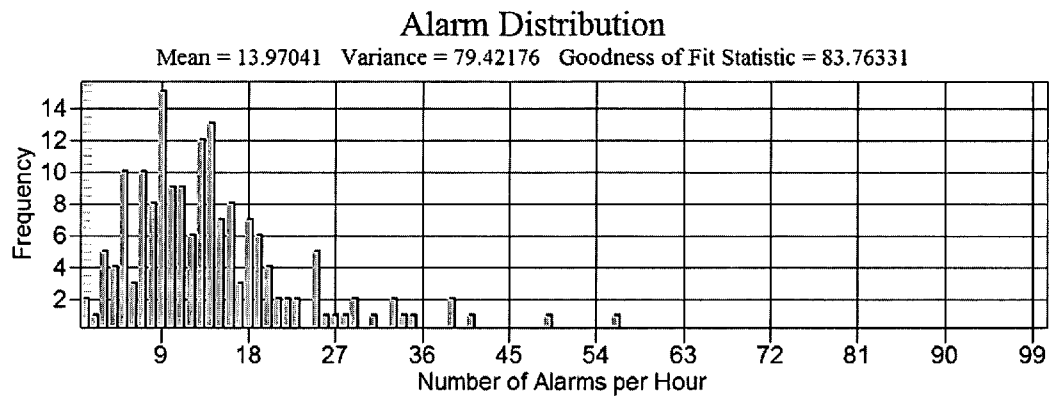 Alarm Distribution
Mean = 13.97041 Variance = 79.42176 Goodness of Fit Statistic = 83.76331
14
12
10
8
6
4
2
Frequency
9 18 27 36 45 54 63 72 81 90 99
Number of Alarms per Hour